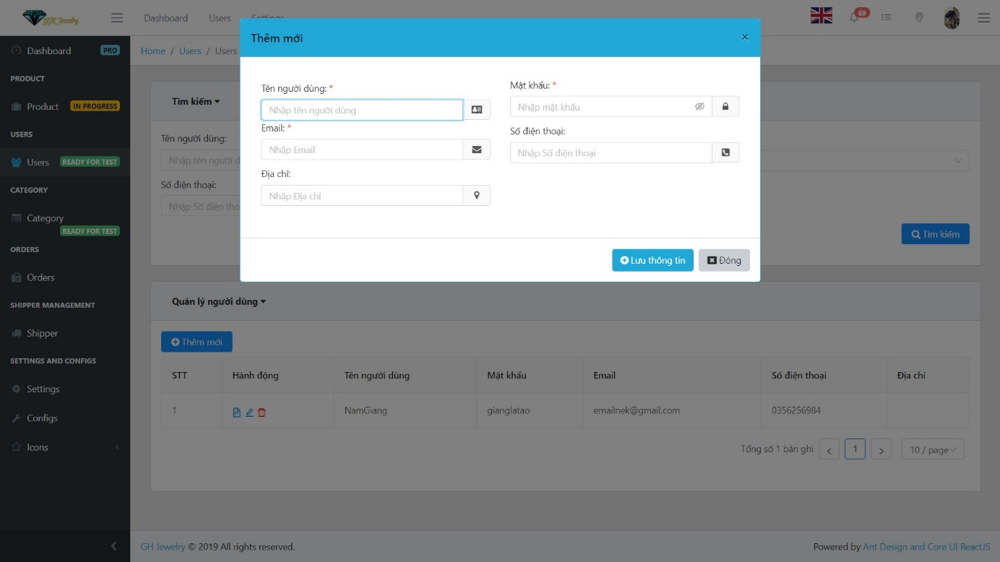 GH Jewelry
Dashboard Users Settings
69
Dashboard PRO
PRODUCT
Product IN PROGRESS
USERS
Users READY FOR TEST
CATEGORY
Category
READY FOR TEST
ORDERS
Orders
SHIPPER MANAGEMENT
Shipper
SETTINGS AND CONFIGS
Settings
Configs
Icons
Home / Users / Users
Tìm kiếm
Tên người dùng:
Nhập tên người d
Số điện thoại:
Nhập Số điện tho
Tìm kiếm
Thêm mới
×
Tên người dùng: *
Nhập tên người dùng
Mật khẩu: *
Nhập mật khẩu
Email: *
Nhập Email
Số điện thoại:
Nhập Số điện thoại
Địa chỉ:
Nhập Địa chỉ
Lưu thông tin
Đóng
Quản lý người dùng
Thêm mới
STT Hành động Tên người dùng Mật khẩu Email Số điện thoại Địa chỉ
1 NamGiang gianglatao emailnek@gmail.com 0356256984
Tổng số 1 bản ghi < 1 > 10 / page
GH Jewelry © 2019 All rights reserved.
Powered by Ant Design and Core UI ReactJS